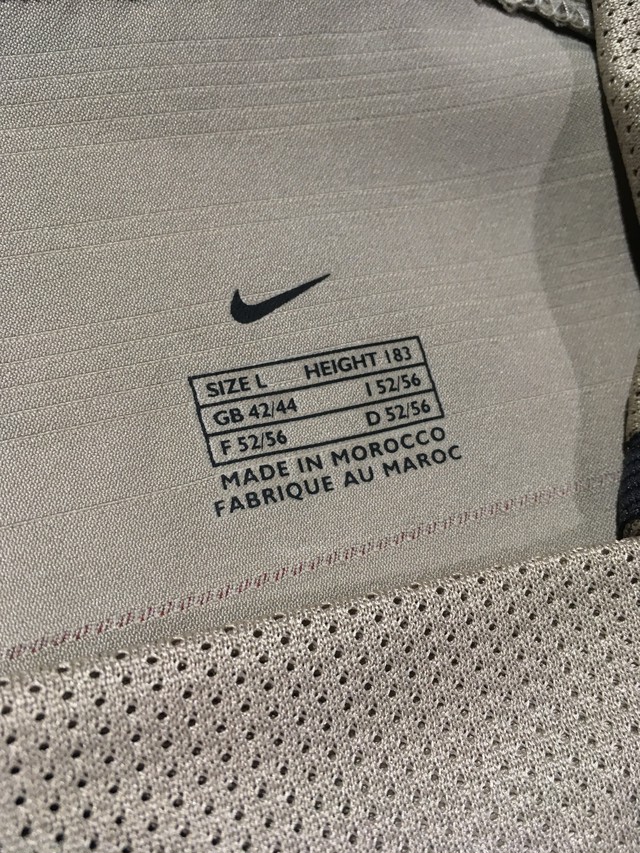 SIZE L HEIGHT 183
GB 42/44 I 52/56
F 52/56 D 52/56
MADE IN MOROCCO
FABRIQUE AU MAROC